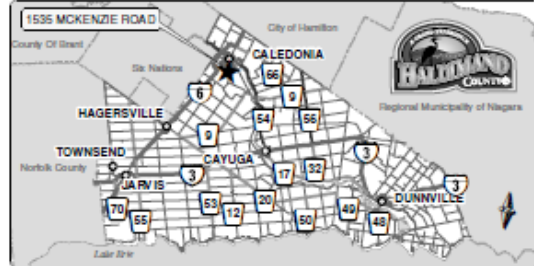 1535 MCKENZIE ROAD
City of Hamilton
County Of Brant
CALEDONIA
Six Nations
66
HALDIMAND
COUNTY
6
9
Regional Municipality of Niagara
HAGERSVILLE
54
56
9
TOWNSEND
CAYUGA
3
Norfolk County
3
17
32
3
JARVIS
DUNNVILLE
70
55
53
12
20
50
49
48
Lake Erie